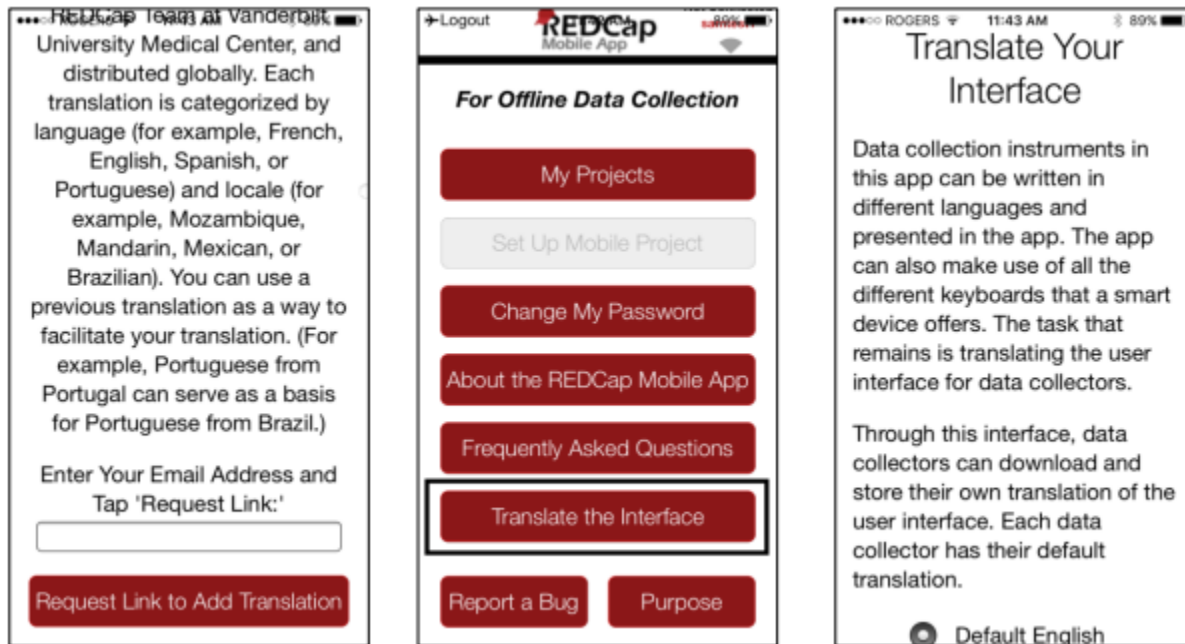 REDCap Team at Vanderbilt
University Medical Center, and
distributed globally. Each
translation is categorized by
language (for example, French,
English, Spanish, or
Portuguese) and locale (for
example, Mozambique,
Mandarin, Mexican, or
Brazilian). You can use a
previous translation as a way to
facilitate your translation. (For
example, Portuguese from
Portugal can serve as a basis
for Portuguese from Brazil.)
Enter Your Email Address and
Tap 'Request Link:'
Request Link to Add Translation
Logout
89%
REDCap
Mobile App
For Offline Data Collection
My Projects
Set Up Mobile Project
Change My Password
About the REDCap Mobile App
Frequently Asked Questions
Translate the Interface
Report a Bug
Purpose
ROGERS 11:43 AM 89%
Translate Your
Interface
Data collection instruments in
this app can be written in
different languages and
presented in the app. The app
can also make use of all the
different keyboards that a smart
device offers. The task that
remains is translating the user
interface for data collectors.
Through this interface, data
collectors can download and
store their own translation of the
user interface. Each data
collector has their default
translation.
Default English